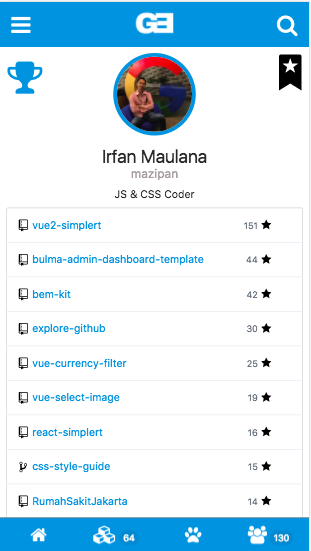 GE
Irfan Maulana
mazipan
JS & CSS Coder
vue2-simplert 151
bulma-admin-dashboard-template 44
bem-kit 42
explore-github 30
vue-currency-filter 25
vue-select-image 19
react-simplert 16
css-style-guide 15
RumahSakitJakarta 14
64 130